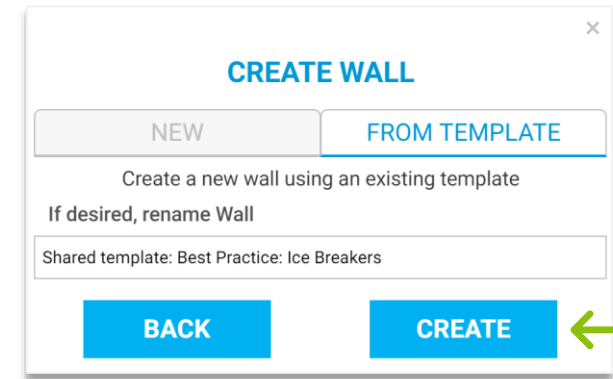 ×
CREATE WALL
NEW
FROM TEMPLATE
Create a new wall using an existing template
If desired, rename Wall
Shared template: Best Practice: Ice Breakers
BACK
CREATE